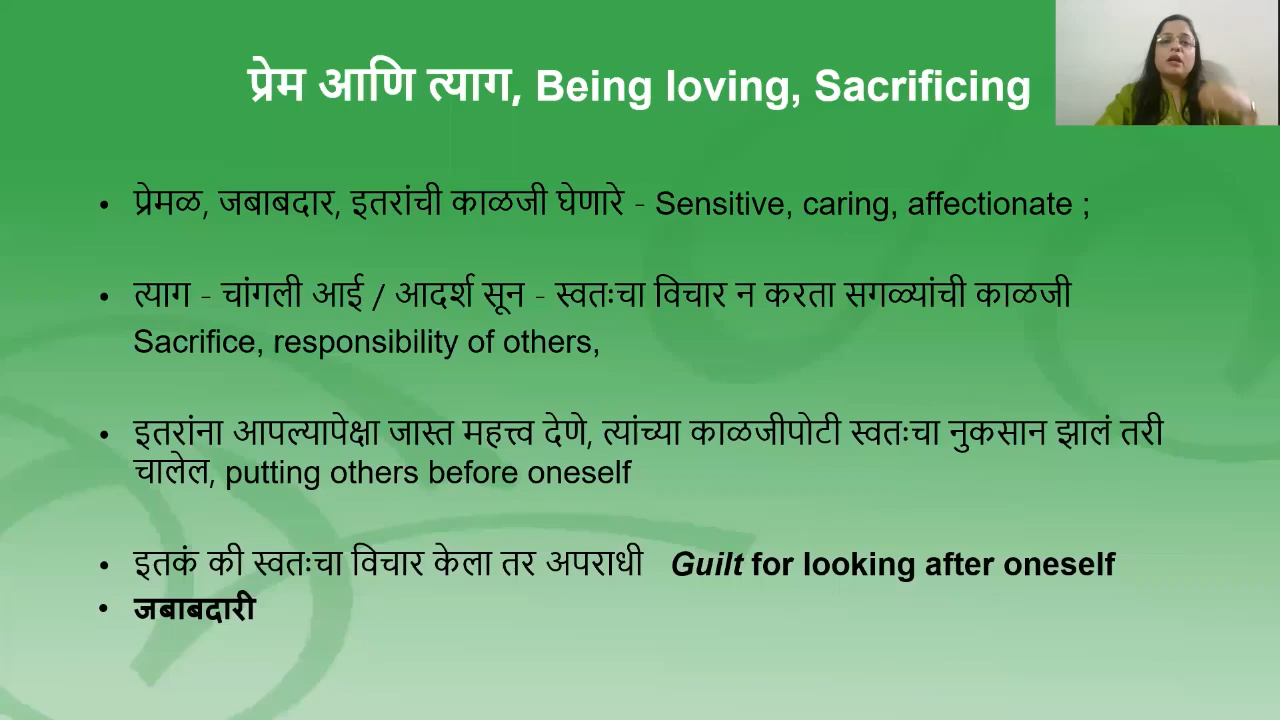 प्रेम आणि त्याग, Being loving, Sacrificing
• प्रेमळ, जबाबदार, इतरांची काळजी घेणारे - Sensitive, caring, affectionate ;
• त्याग - चांगली आई / आदर्श सून - स्वतःचा विचार न करता सगळ्यांची काळजी
Sacrifice, responsibility of others,
• इतरांना आपल्यापेक्षा जास्त महत्त्व देणे, त्यांच्या काळजीपोटी स्वतःचा नुकसान झालं तरी
चालेल, putting others before oneself
• इतकं की स्वतःचा विचार केला तर अपराधी Guilt for looking after oneself
• जबाबदारी